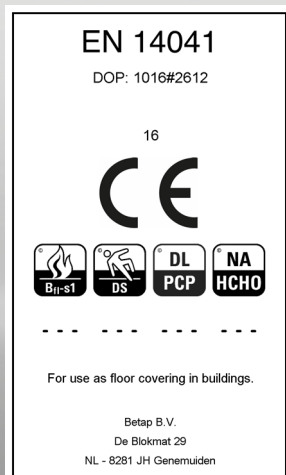 EN 14041
DOP: 1016#2612
16
CE
© © © ©
Bfl-s1 DS DL PCP NA HCHO
--- --- --- ---
For use as floor covering in buildings.
Betap B.V.
De Blokmat 29
NL - 8281 JH Genemuiden